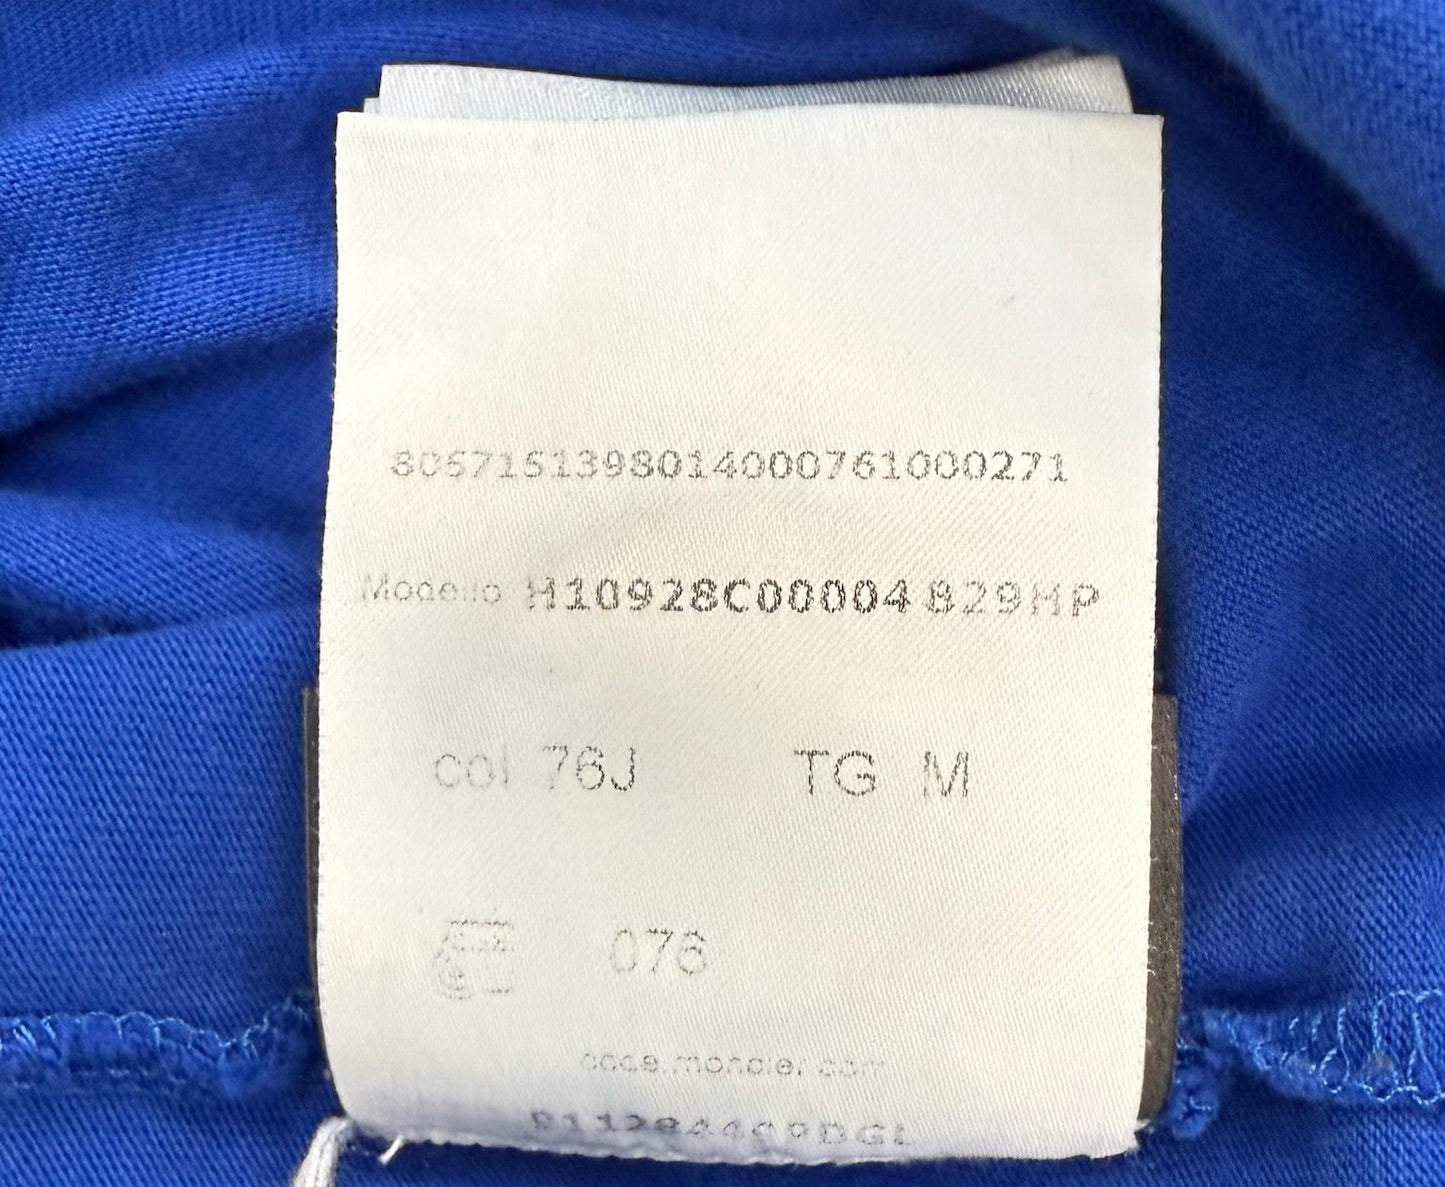 8057151398014000761000271
Modello H10928C00004 829HP
col 76J TG M
076
code.moncler.com